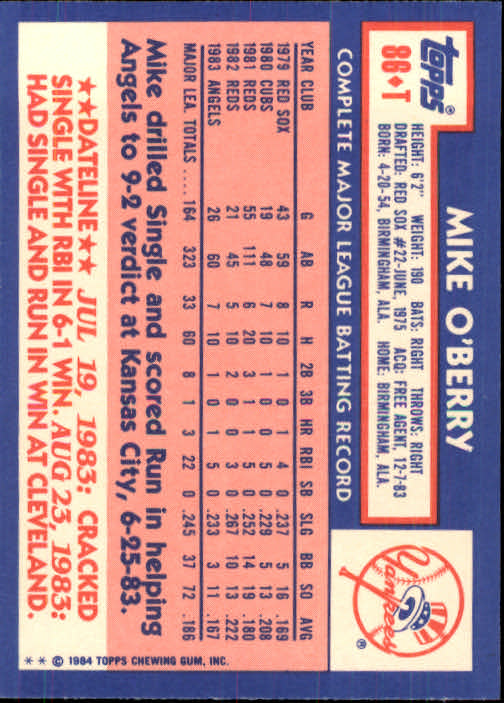 topps®
88♦T
MIKE O'BERRY
HEIGHT: 6'2" WEIGHT: 190 BATS: RIGHT THROWS: RIGHT
DRAFTED: RED SOX #22-JUNE, 1975 ACQ: FREE AGENT, 12-7-83
BORN: 4-20-54, BIRMINGHAM, ALA. HOME: BIRMINGHAM, ALA.
Yankees ®
COMPLETE MAJOR LEAGUE BATTING RECORD
YEAR CLUB G AB R H 2B 3B HR RBI SB SLG BB SO AVG
1979 RED SOX 43 59 8 10 1 0 1 4 0 .237 5 16 .169
1980 CUBS 19 48 7 10 1 0 0 5 0 .229 5 13 .208
1981 REDS 55 111 6 20 3 1 1 5 0 .252 14 19 .180
1982 REDS 21 45 5 10 2 0 0 3 0 .267 10 13 .222
1983 ANGELS 26 60 7 10 1 0 1 5 0 .233 3 11 .167
MAJOR LEA. TOTALS .... 164 323 33 60 8 1 3 22 0 .245 37 72 .186
Mike drilled Single and scored Run in helping
Angels to 9-2 verdict at Kansas City, 6-25-83.
★★DATELINE★★ JUL 19, 1983: CRACKED
SINGLE WITH RBI IN 6-1 WIN. AUG 23, 1983:
HAD SINGLE AND RUN IN WIN AT CLEVELAND.
* * © 1984 TOPPS CHEWING GUM, INC.